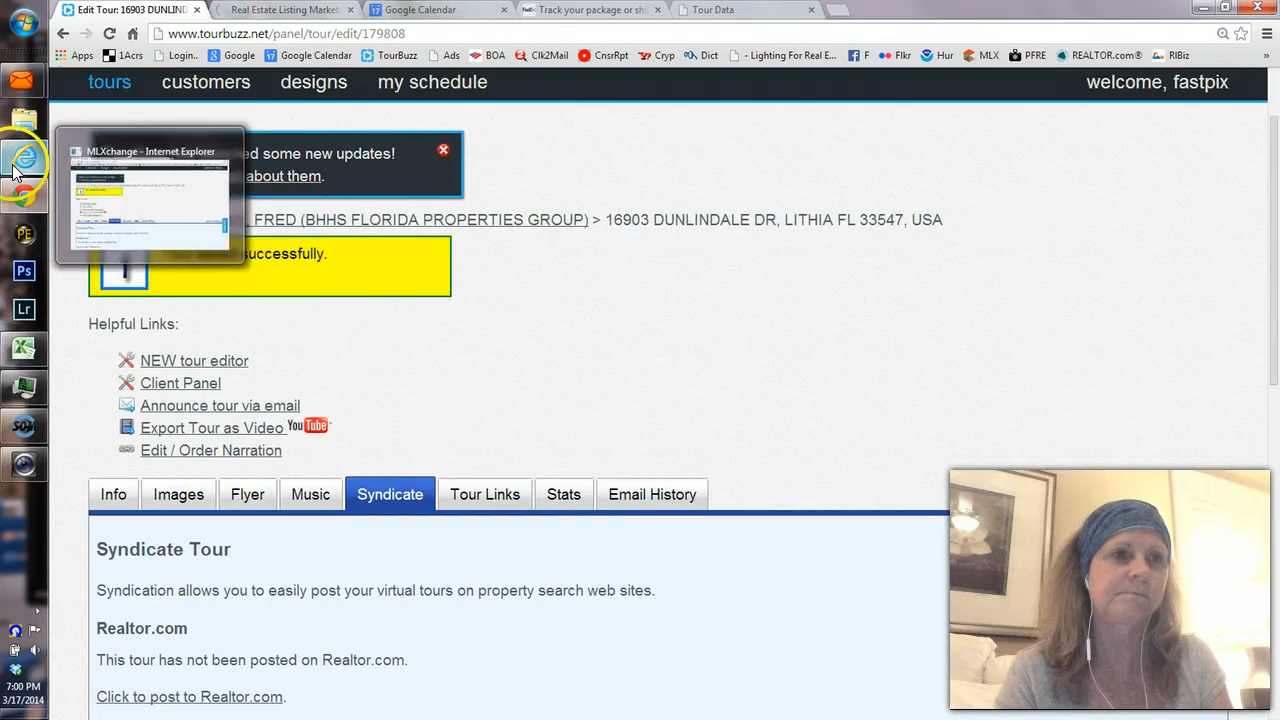 Edit Tour: 16903 DUNLIND
Real Estate Listing Market
Google Calendar
Track your package or sh
Tour Data
www.tourbuzz.net/panel/tour/edit/179808
Apps
1Acrs
Login..
Google
Google Calendar
TourBuzz
Ads
BOA
Clk2Mail
CnsrRpt
Cryp
Dict
- Lighting For Real E...
F
Flkr
Hur
MLX
PFRE
REALTOR.com®
RIBiz
»
tours customers designs my schedule welcome, fastpix
MLXchange - Internet Explorer
ed some new updates!
about them.
FRED (BHHS FLORIDA PROPERTIES GROUP) > 16903 DUNLINDALE DR, LITHIA FL 33547, USA
successfully.
Helpful Links:
NEW tour editor
Client Panel
Announce tour via email
Export Tour as Video YouTube
Edit / Order Narration
Info Images Flyer Music Syndicate Tour Links Stats Email History
Syndicate Tour
Syndication allows you to easily post your virtual tours on property search web sites.
Realtor.com
This tour has not been posted on Realtor.com.
Click to post to Realtor.com.
PE
Ps
Lr
7:00 PM
3/17/2014